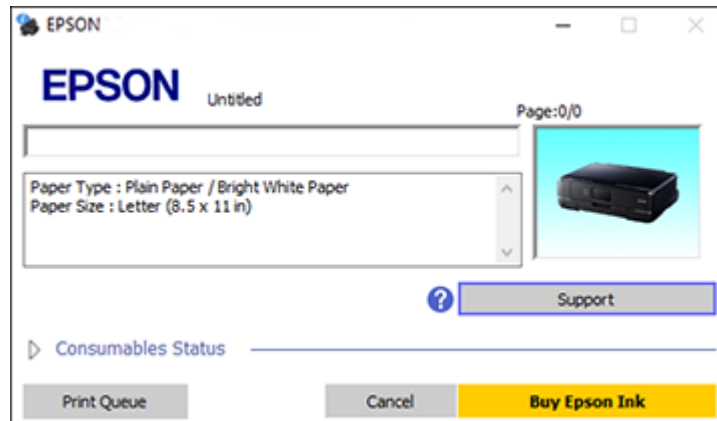 EPSON
EPSON
Untitled
Page:0/0
Paper Type : Plain Paper / Bright White Paper
Paper Size : Letter (8.5 x 11 in)
?
Support
Consumables Status
Print Queue
Cancel
Buy Epson Ink